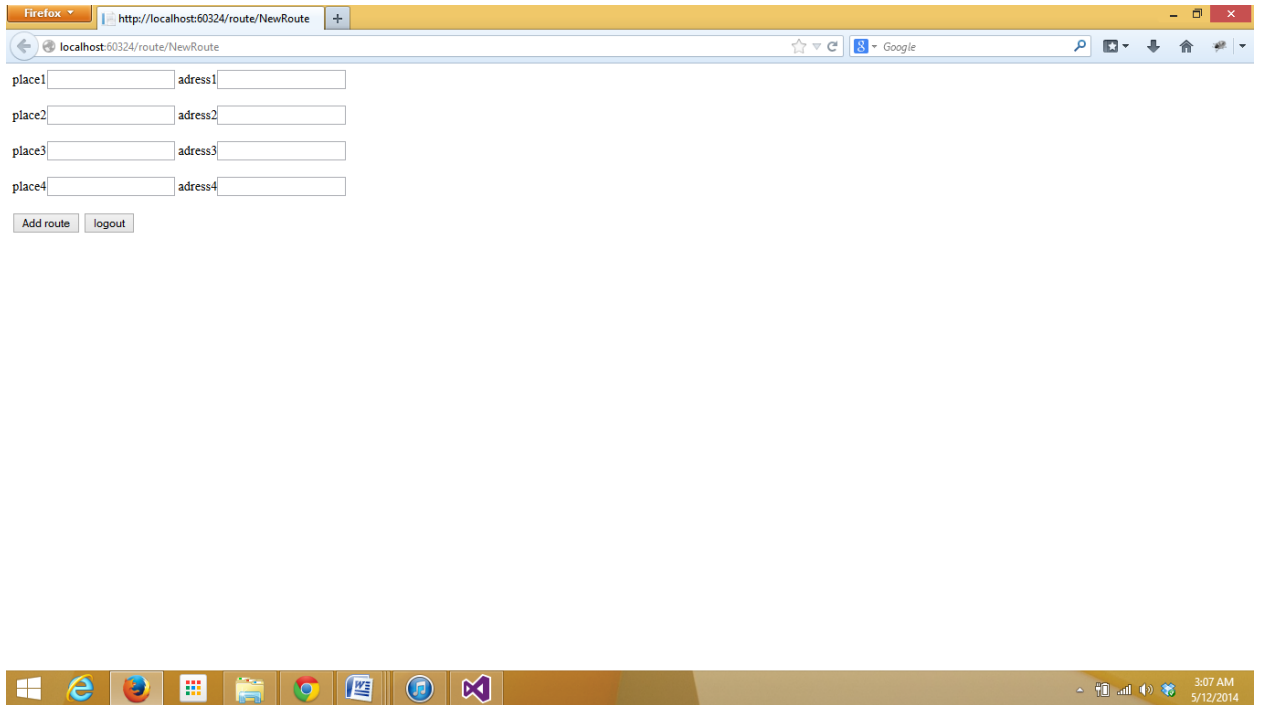 Firefox
http://localhost:60324/route/NewRoute
localhost:60324/route/NewRoute
8 Google
place1 adress1
place2 adress2
place3 adress3
place4 adress4
Add route logout
3:07 AM
5/12/2014